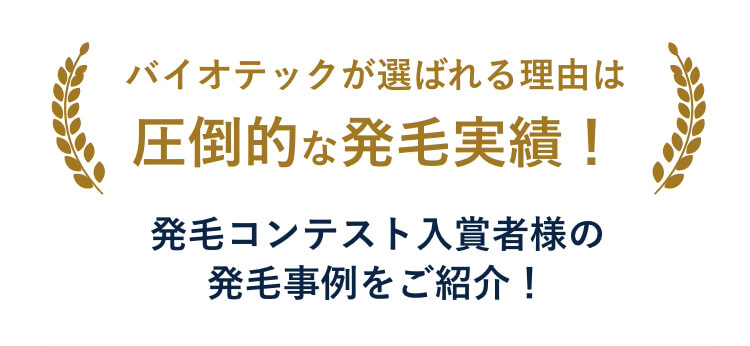 バイオテックが選ばれる理由は
圧倒的な発毛実績！
発毛コンテスト入賞者様の
発毛事例をご紹介！